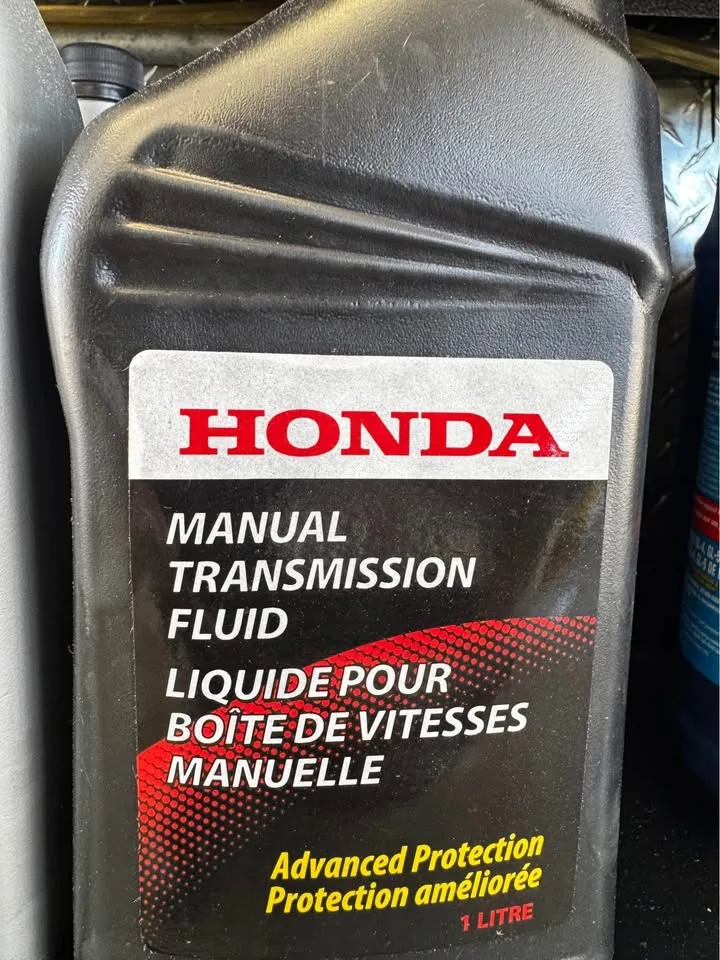 HONDA
MANUAL
TRANSMISSION
FLUID
LIQUIDE POUR
BOÎTE DE VITESSES
MANUELLE
Advanced Protection
Protection améliorée
1 LITRE